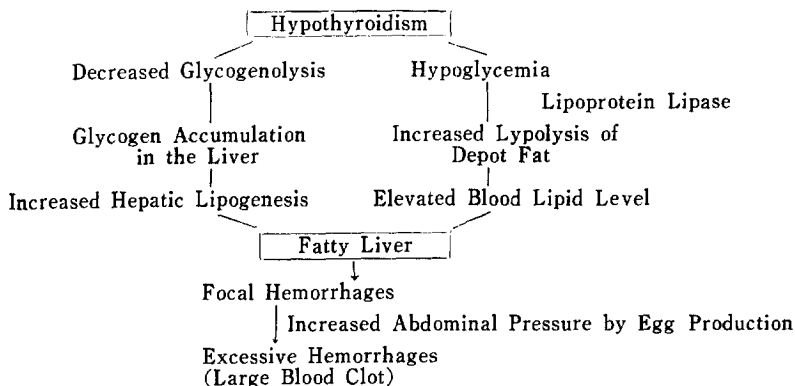 Hypothyroidism
Decreased Glycogenolysis
Hypoglycemia
Lipoprotein Lipase
Glycogen Accumulation
in the Liver
Increased Lypolysis of
Depot Fat
Increased Hepatic Lipogenesis
Elevated Blood Lipid Level
Fatty Liver
Focal Hemorrhages
Increased Abdominal Pressure by Egg Production
Excessive Hemorrhages
(Large Blood Clot)